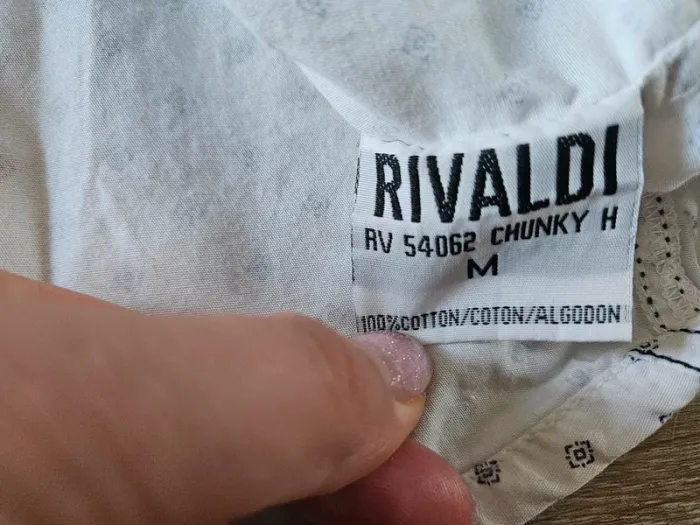 RIVALDI
RV 54062 CHUNKY H
M
100%COTTON/COTON/ALGODON